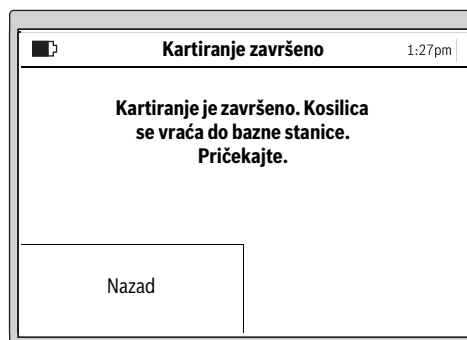 Kartiranje završeno 1:27pm
Kartiranje je završeno. Kosilica
se vraća do bazne stanice.
Pričekajte.
Nazad